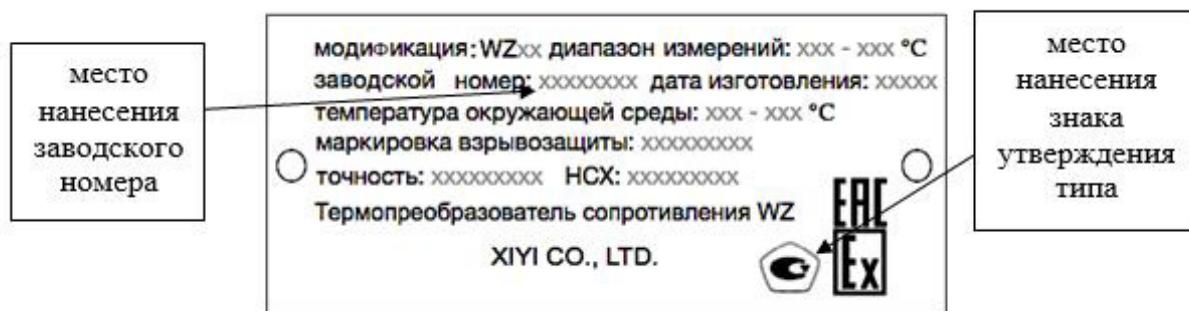 место
нанесения
заводского
номера
модификация: WZxx диапазон измерений: xxx - xxx °C
заводской номер: xxxxxxxx дата изготовления: xxxxx
температура окружающей среды: xxx - xxx °C
маркировка взрывозащиты: xxxxxxxxx
точность: xxxxxxxxx НСХ: xxxxxxxxx
Термопреобразователь сопротивления WZ
XIYI CO., LTD.
EAC
Ex
место
нанесения
знака
утверждения
типа